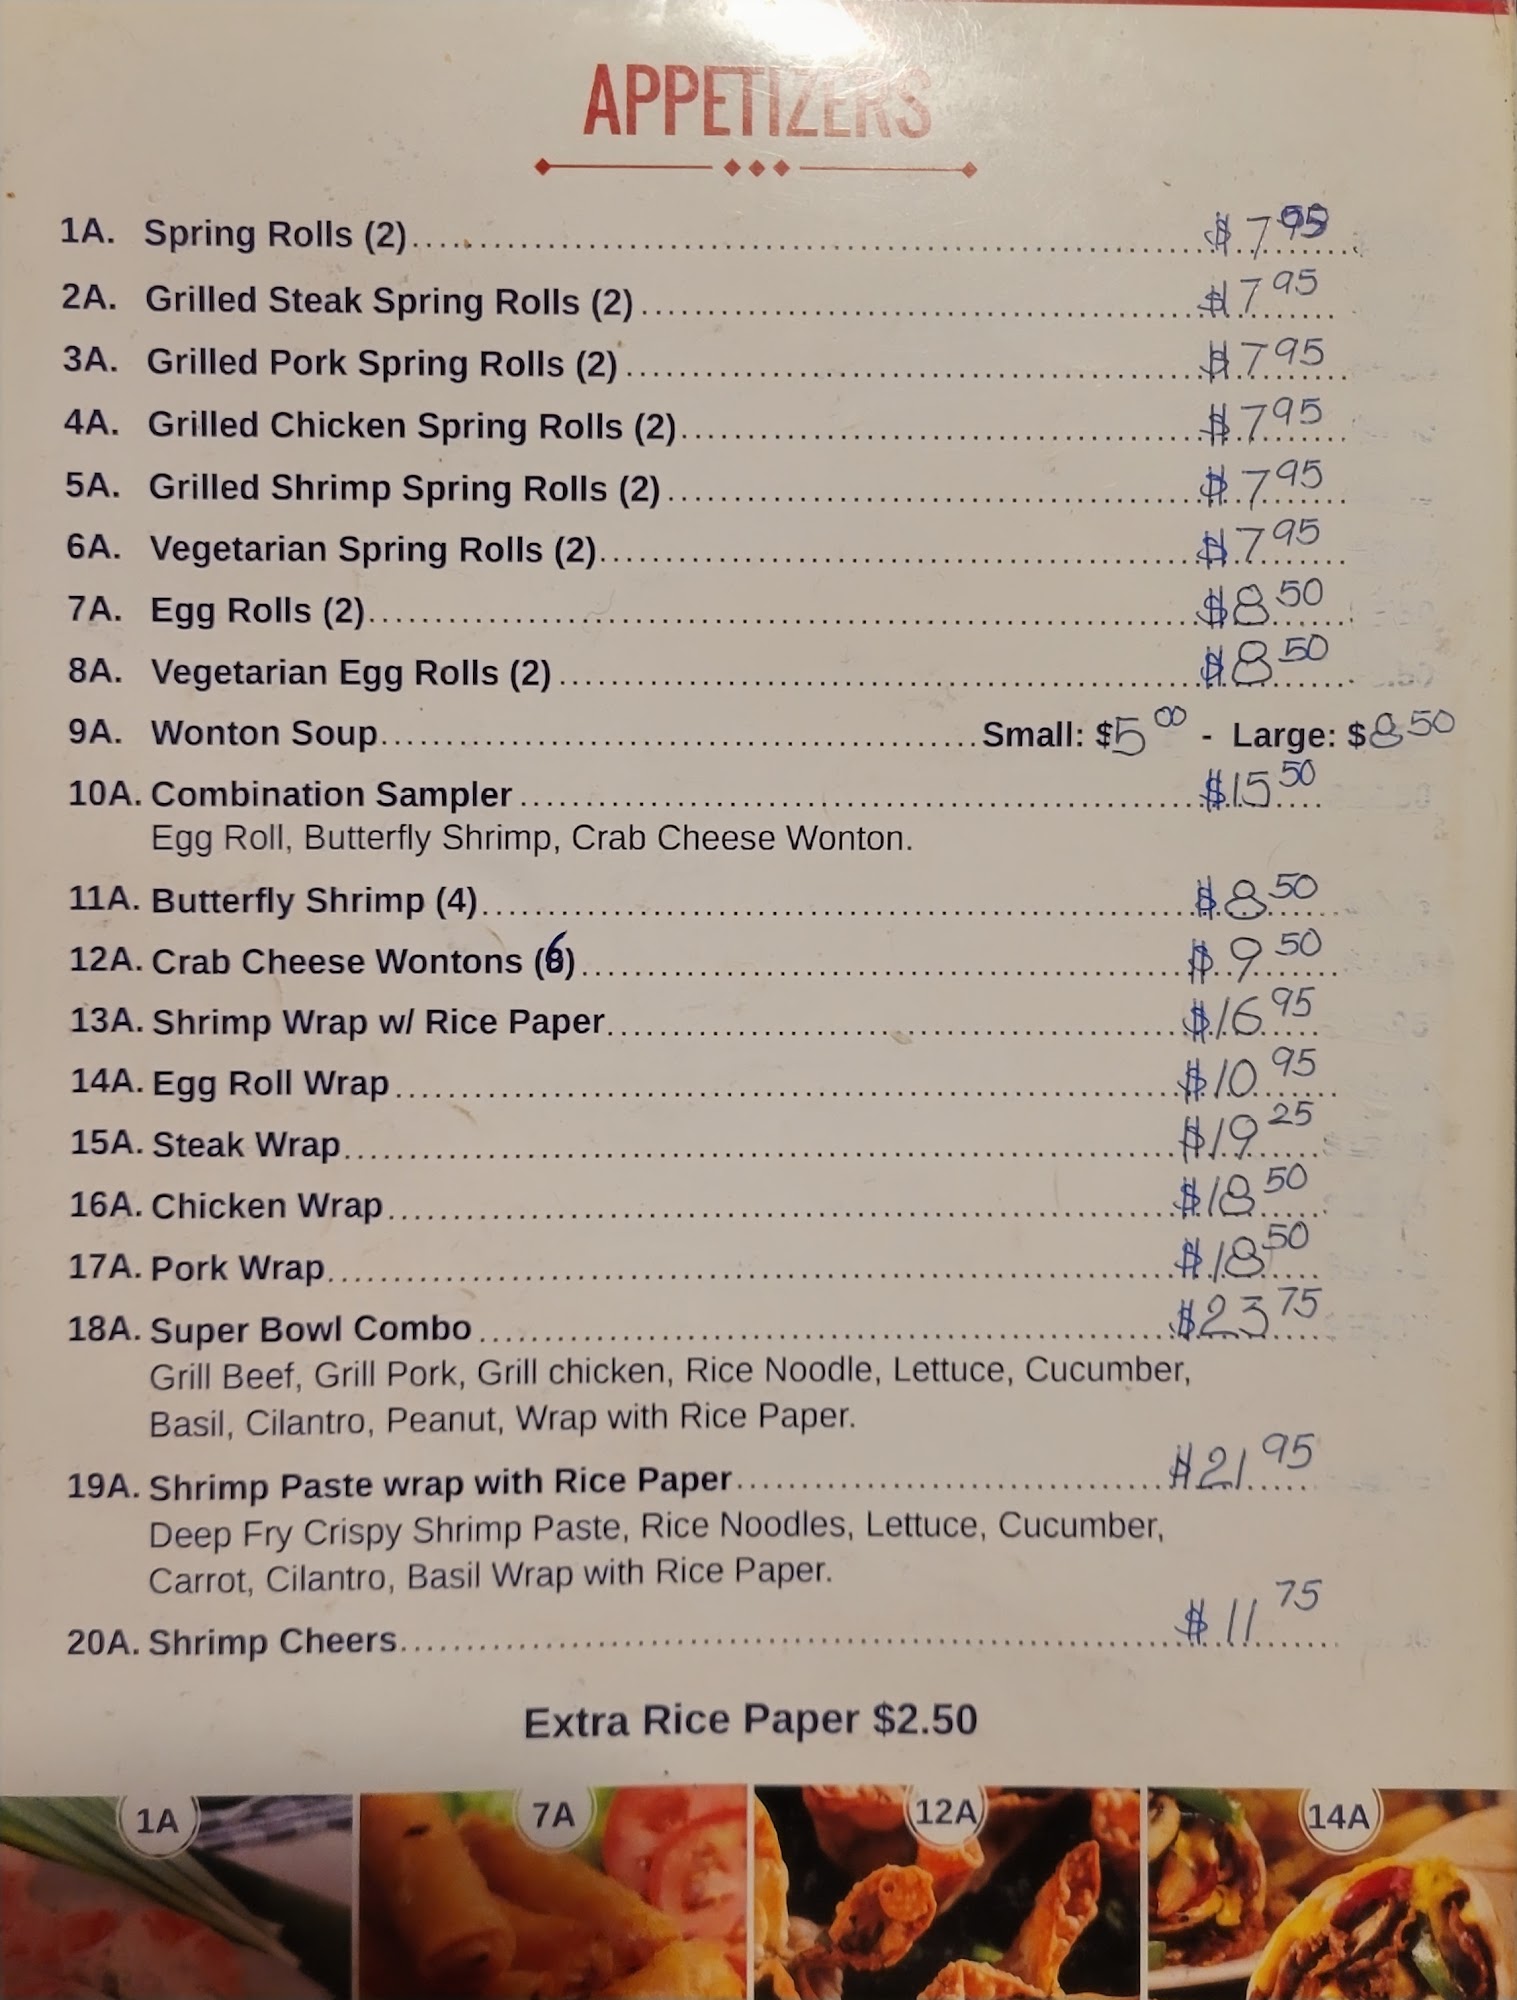 APPETIZERS
1A. Spring Rolls (2) $7 95
2A. Grilled Steak Spring Rolls (2) $7 95
3A. Grilled Pork Spring Rolls (2) $7 95
4A. Grilled Chicken Spring Rolls (2) $7 95
5A. Grilled Shrimp Spring Rolls (2) $7 95
6A. Vegetarian Spring Rolls (2) $7 95
7A. Egg Rolls (2) $8 50
8A. Vegetarian Egg Rolls (2) $8 50
9A. Wonton Soup Small: $5 00 - Large: $8 50
10A. Combination Sampler $15 50
Egg Roll, Butterfly Shrimp, Crab Cheese Wonton.
11A. Butterfly Shrimp (4) $8 50
12A. Crab Cheese Wontons (6) $9 50
13A. Shrimp Wrap w/ Rice Paper $16 95
14A. Egg Roll Wrap $10 95
15A. Steak Wrap $19 25
16A. Chicken Wrap $18 50
17A. Pork Wrap $18 50
18A. Super Bowl Combo $23 75
Grill Beef, Grill Pork, Grill chicken, Rice Noodle, Lettuce, Cucumber,
Basil, Cilantro, Peanut, Wrap with Rice Paper.
19A. Shrimp Paste wrap with Rice Paper $21 95
Deep Fry Crispy Shrimp Paste, Rice Noodles, Lettuce, Cucumber,
Carrot, Cilantro, Basil Wrap with Rice Paper.
20A. Shrimp Cheers $11 75
Extra Rice Paper $2.50
1A 7A 12A 14A